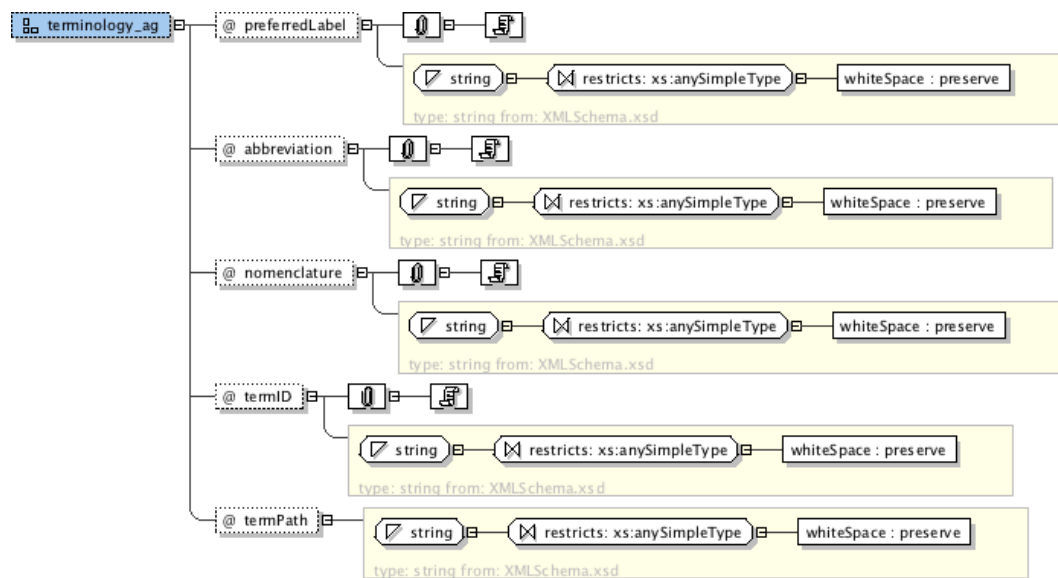 terminology_ag
@ preferredLabel
string restricts: xs:anySimpleType whiteSpace : preserve
type: string from: XMLSchema.xsd
@ abbreviation
string restricts: xs:anySimpleType whiteSpace : preserve
type: string from: XMLSchema.xsd
@ nomenclature
string restricts: xs:anySimpleType whiteSpace : preserve
type: string from: XMLSchema.xsd
@ termID
string restricts: xs:anySimpleType whiteSpace : preserve
type: string from: XMLSchema.xsd
@ termPath
string restricts: xs:anySimpleType whiteSpace : preserve
type: string from: XMLSchema.xsd